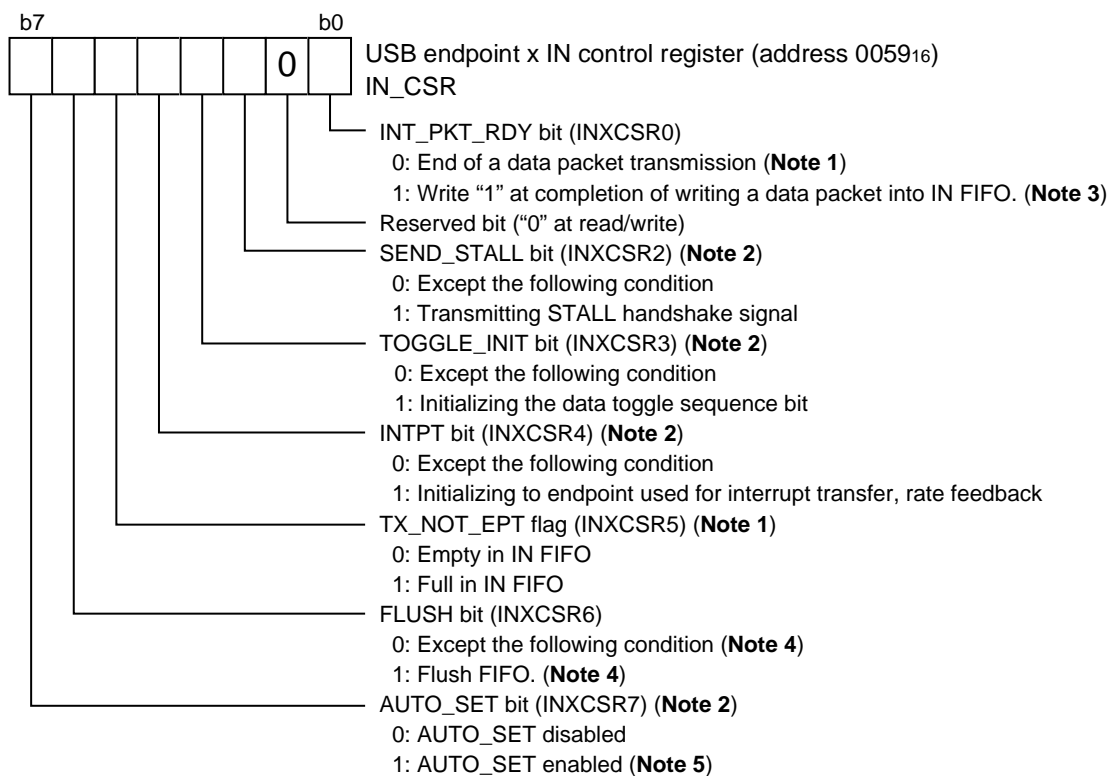 b7 b0
0
USB endpoint x IN control register (address 005916)
IN_CSR
INT_PKT_RDY bit (INXCSR0)
0: End of a data packet transmission (Note 1)
1: Write “1” at completion of writing a data packet into IN FIFO. (Note 3)
Reserved bit (“0” at read/write)
SEND_STALL bit (INXCSR2) (Note 2)
0: Except the following condition
1: Transmitting STALL handshake signal
TOGGLE_INIT bit (INXCSR3) (Note 2)
0: Except the following condition
1: Initializing the data toggle sequence bit
INTPT bit (INXCSR4) (Note 2)
0: Except the following condition
1: Initializing to endpoint used for interrupt transfer, rate feedback
TX_NOT_EPT flag (INXCSR5) (Note 1)
0: Empty in IN FIFO
1: Full in IN FIFO
FLUSH bit (INXCSR6)
0: Except the following condition (Note 4)
1: Flush FIFO. (Note 4)
AUTO_SET bit (INXCSR7) (Note 2)
0: AUTO_SET disabled
1: AUTO_SET enabled (Note 5)